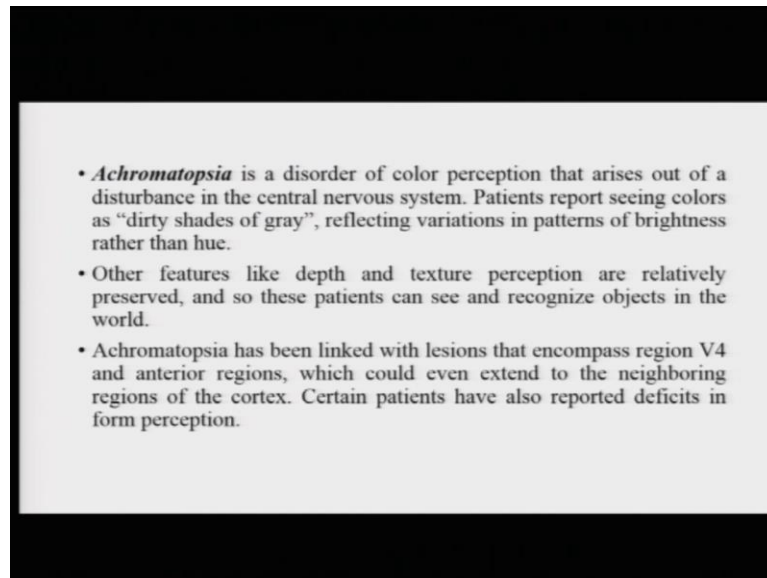 • Achromatopsia is a disorder of color perception that arises out of a
disturbance in the central nervous system. Patients report seeing colors
as “dirty shades of gray”, reflecting variations in patterns of brightness
rather than hue.
• Other features like depth and texture perception are relatively
preserved, and so these patients can see and recognize objects in the
world.
• Achromatopsia has been linked with lesions that encompass region V4
and anterior regions, which could even extend to the neighboring
regions of the cortex. Certain patients have also reported deficits in
form perception.